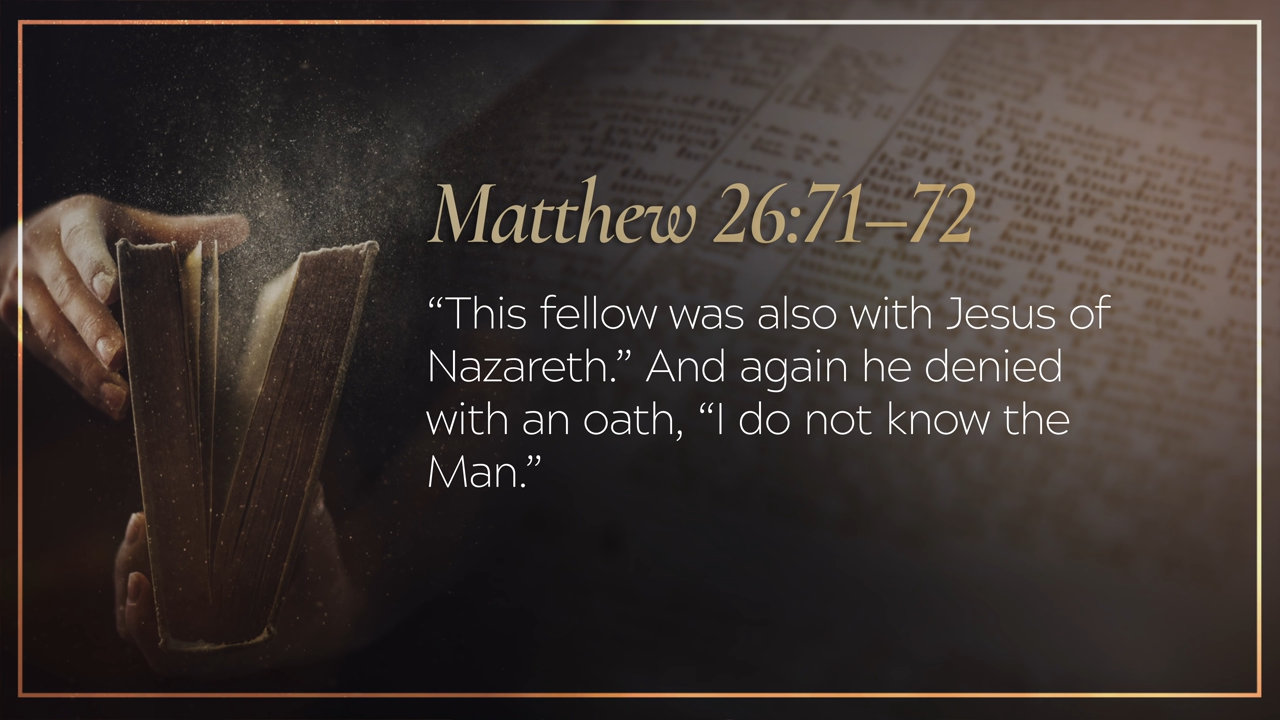 Matthew 26:71–72
“This fellow was also with Jesus of
Nazareth.” And again he denied
with an oath, “I do not know the
Man.”